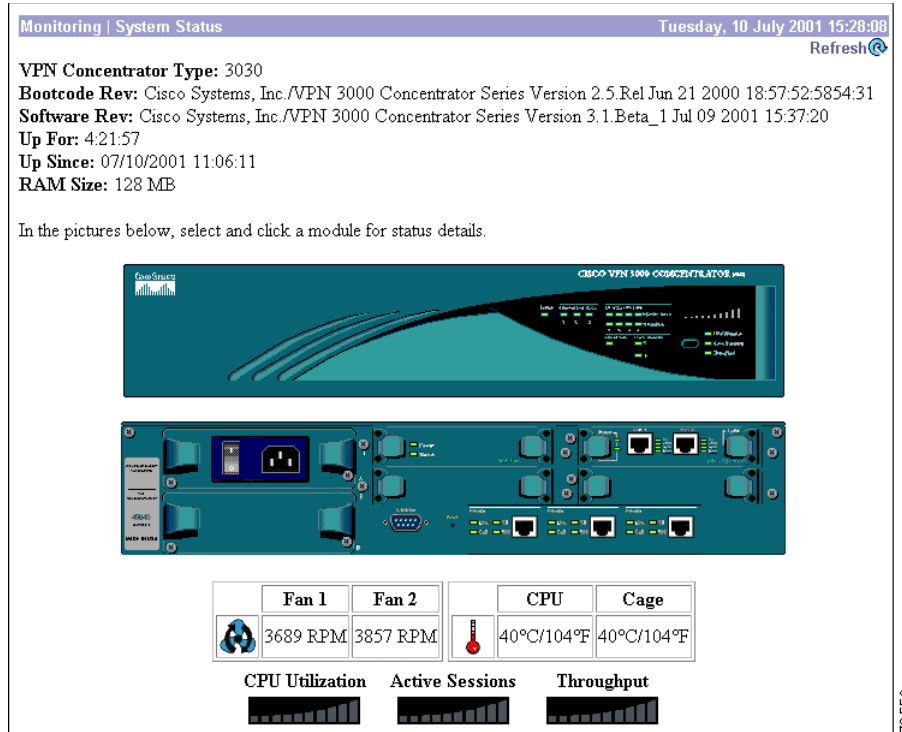 Monitoring | System Status
Tuesday, 10 July 2001 15:28:08
Refresh
VPN Concentrator Type: 3030
Bootcode Rev: Cisco Systems, Inc./VPN 3000 Concentrator Series Version 2.5.Rel Jun 21 2000 18:57:52:5854:31
Software Rev: Cisco Systems, Inc./VPN 3000 Concentrator Series Version 3.1.Beta_1 Jul 09 2001 15:37:20
Up For: 4:21:57
Up Since: 07/10/2001 11:06:11
RAM Size: 128 MB
In the pictures below, select and click a module for status details.
Cisco Systems
CISCO VPN 3000 CONCENTRATOR
Power
Status
Fan 1 Fan 2
3689 RPM 3857 RPM
CPU Cage
40°C/104°F 40°C/104°F
CPU Utilization Active Sessions Throughput